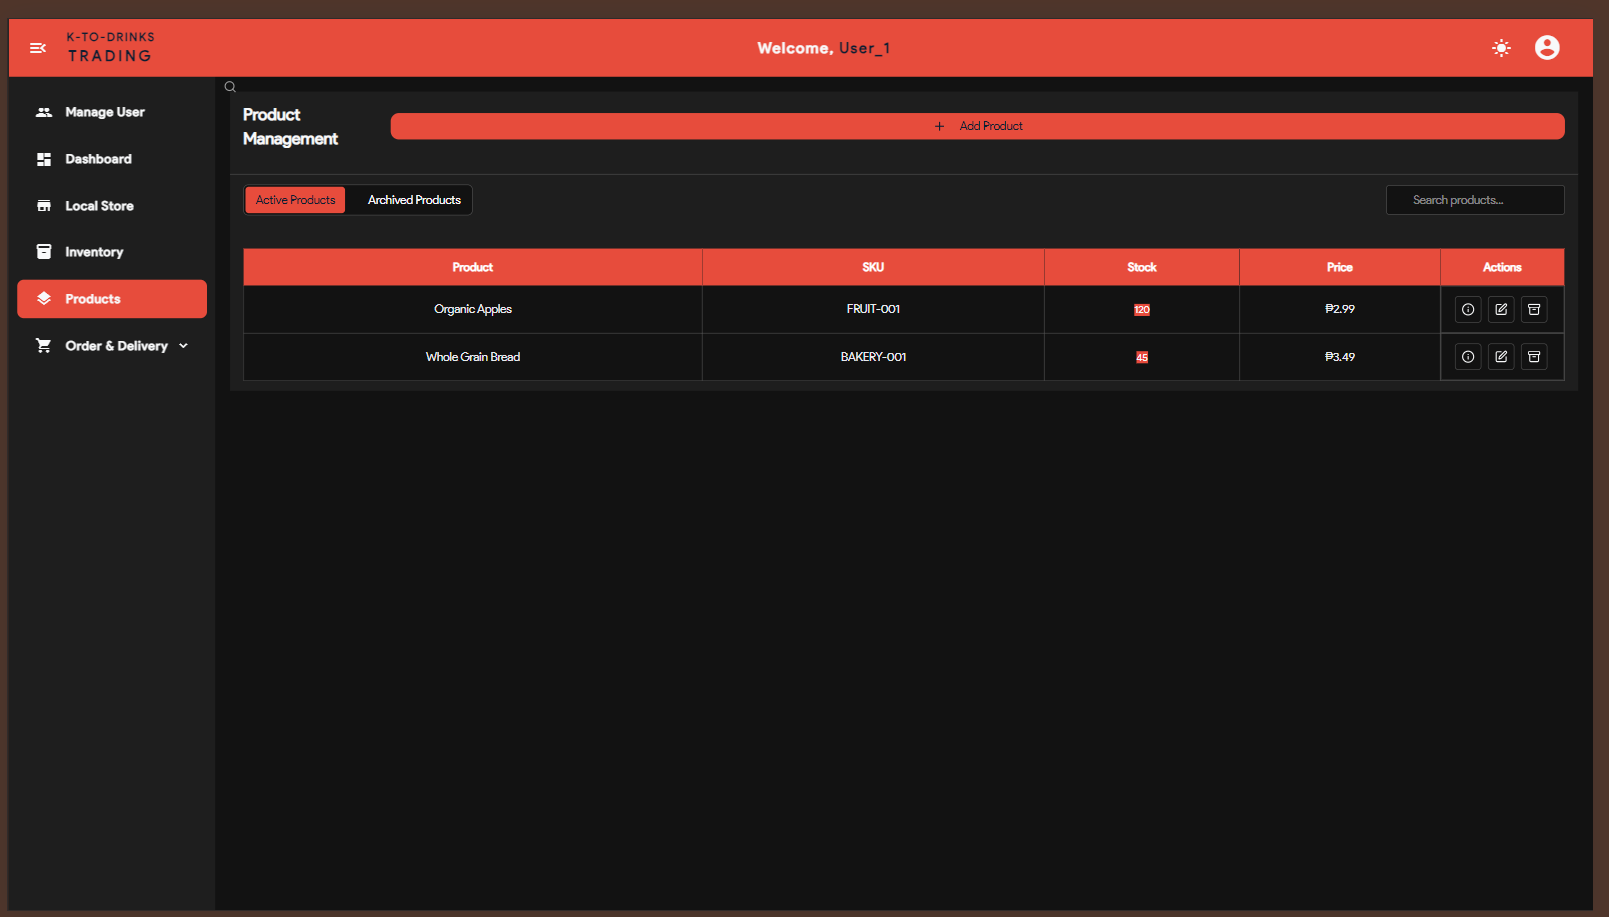 K-TO-DRINKS
TRADING
Welcome, User_1
Manage User
Dashboard
Local Store
Inventory
Products
Order & Delivery
Product
Management
Add Product
Active Products
Archived Products
Search products...
Product SKU Stock Price Actions
Organic Apples FRUIT-001 120 ₱2.99
Whole Grain Bread BAKERY-001 45 ₱3.49